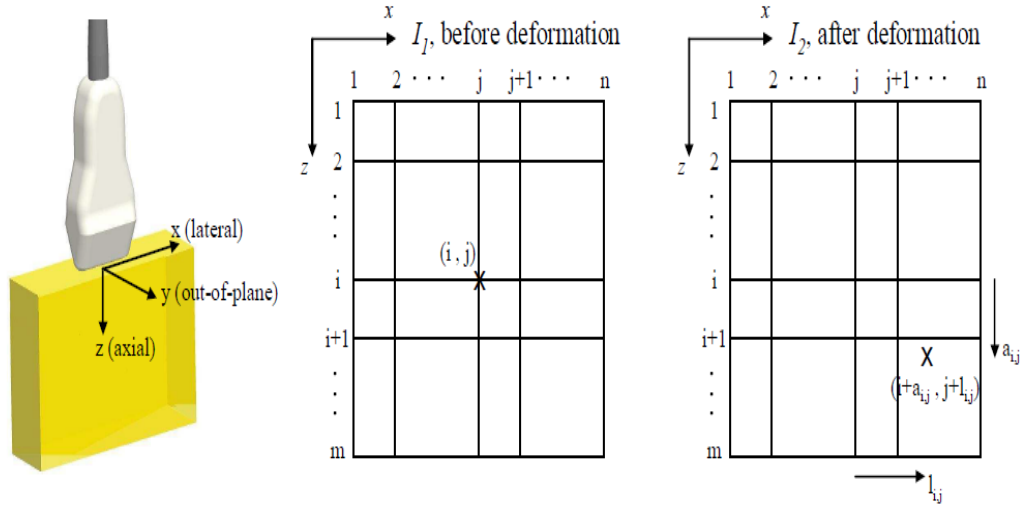 x (lateral)
y (out-of-plane)
z (axial)
x
I1, before deformation
1 2 · · · j j+1 · · · n
z
1
2
·
·
·
(i , j)
i
i+1
·
·
·
m
x
I2, after deformation
1 2 · · · j j+1 · · · n
z
1
2
·
·
·
i
i+1
ai,j
X
(i+ai,j , j+li,j)
·
·
·
m
li,j